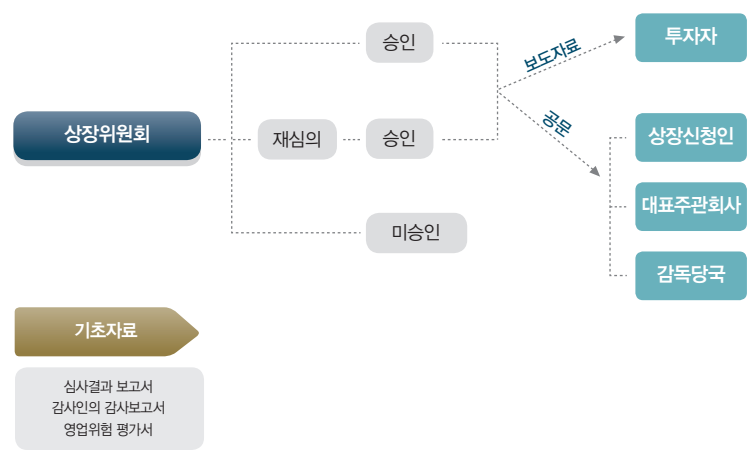 승인
투자자
보도자료
상장위원회
재심의
승인
공문
상장신청인
대표주관회사
미승인
감독당국
기초자료
심사결과 보고서
감사인의 감사보고서
영업위험 평가서